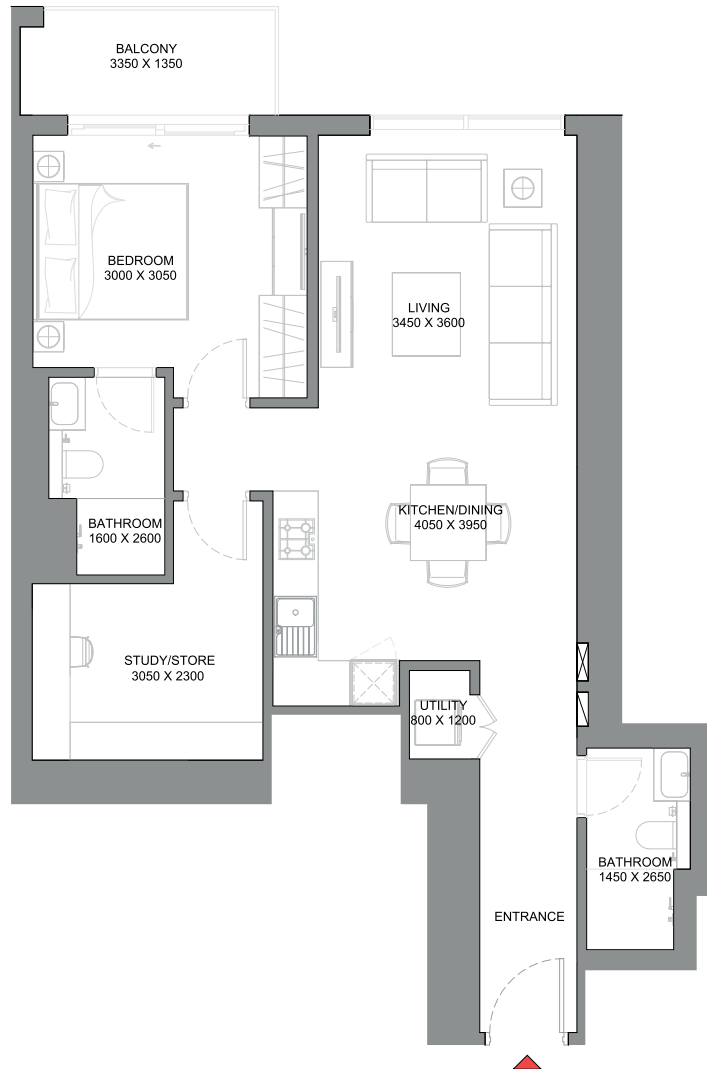 BALCONY
3350 X 1350
BEDROOM
3000 X 3050
LIVING
3450 X 3600
KITCHEN/DINING
4050 X 3950
BATHROOM
1600 X 2600
STUDY/STORE
3050 X 2300
UTILITY
800 X 1200
BATHROOM
1450 X 2650
ENTRANCE